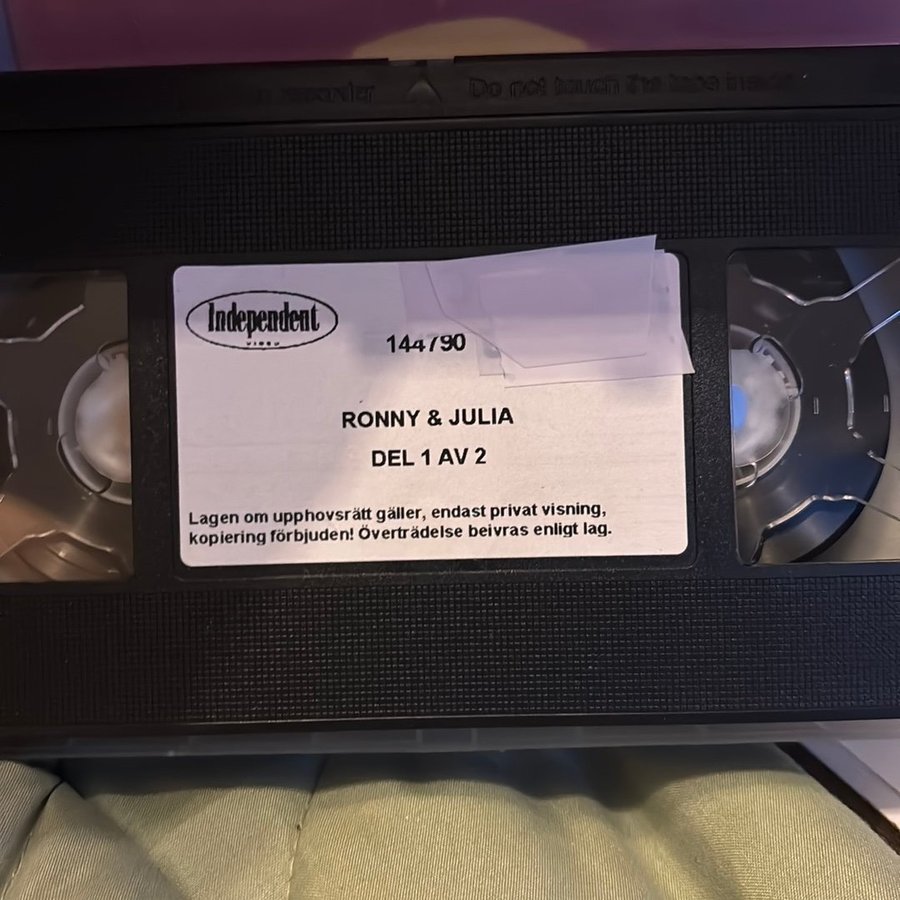 Do not touch the tape inside
Independent
VIDEO
144790
RONNY & JULIA
DEL 1 AV 2
Lagen om upphovsrätt gäller, endast privat visning,
kopiering förbjuden! Överträdelse beivras enligt lag.